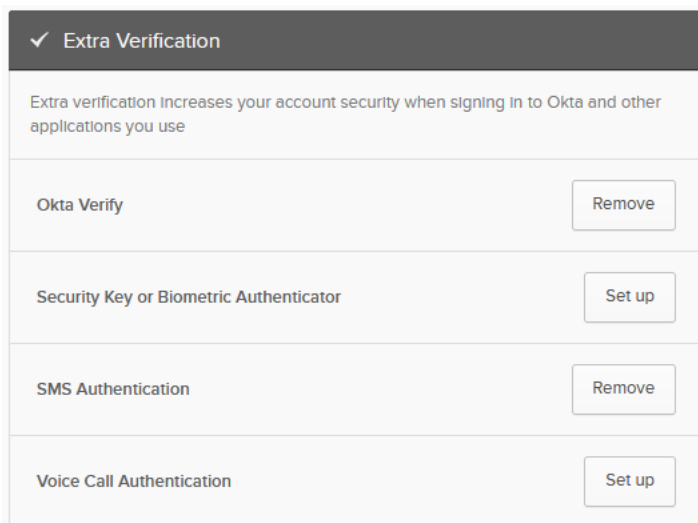 Extra Verification
Extra verification increases your account security when signing in to Okta and other
applications you use
Okta Verify
Remove
Security Key or Biometric Authenticator
Set up
SMS Authentication
Remove
Voice Call Authentication
Set up